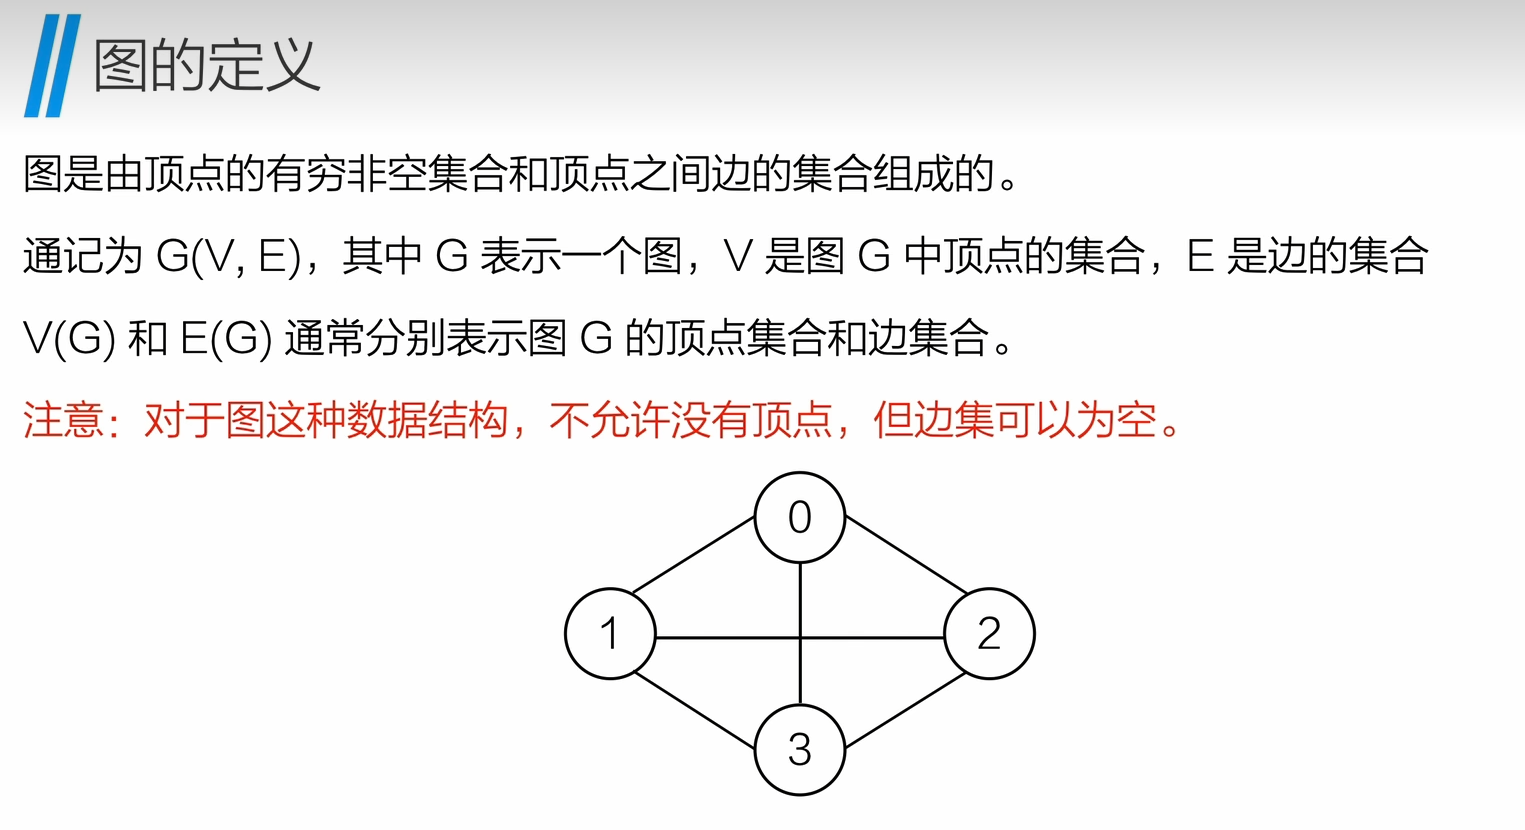 图的定义
图是由顶点的有穷非空集合和顶点之间边的集合组成的。
通记为 G(V, E)，其中 G 表示一个图，V 是图 G 中顶点的集合，E 是边的集合
V(G) 和 E(G) 通常分别表示图 G 的顶点集合和边集合。
注意：对于图这种数据结构，不允许没有顶点，但边集可以为空。
0
1
2
3